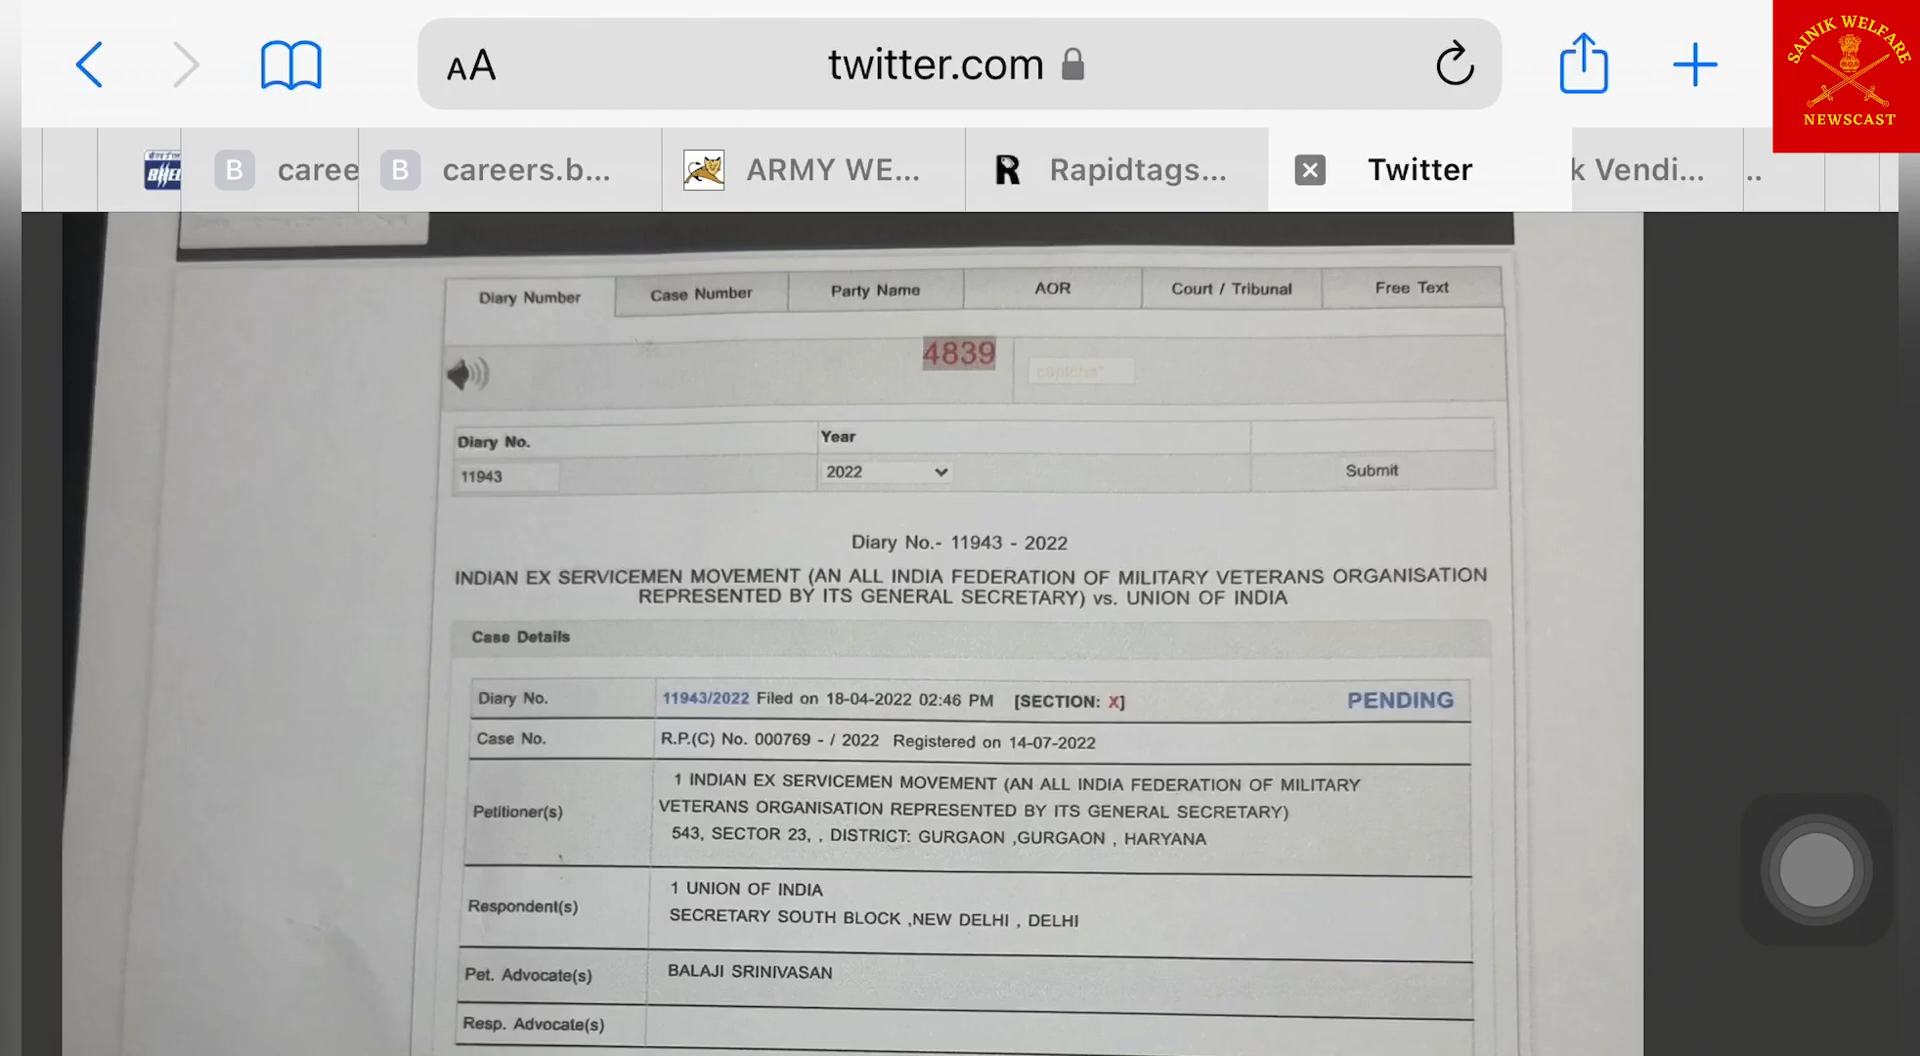 AA
twitter.com
SAINIK WELFARE
NEWSCAST
BHEL
B
caree
B
careers.b...
ARMY WE...
R
Rapidtags...
Twitter
k Vendi...
..
Diary Number
Case Number
Party Name
AOR
Court / Tribunal
Free Text
4839
captcha*
Diary No.
Year
11943
2022
Submit
Diary No.- 11943 - 2022
INDIAN EX SERVICEMEN MOVEMENT (AN ALL INDIA FEDERATION OF MILITARY VETERANS ORGANISATION
REPRESENTED BY ITS GENERAL SECRETARY) vs. UNION OF INDIA
Case Details
Diary No.
11943/2022 Filed on 18-04-2022 02:46 PM [SECTION: X]
PENDING
Case No.
R.P.(C) No. 000769 - / 2022 Registered on 14-07-2022
Petitioner(s)
1 INDIAN EX SERVICEMEN MOVEMENT (AN ALL INDIA FEDERATION OF MILITARY
VETERANS ORGANISATION REPRESENTED BY ITS GENERAL SECRETARY)
543, SECTOR 23, , DISTRICT: GURGAON ,GURGAON , HARYANA
Respondent(s)
1 UNION OF INDIA
SECRETARY SOUTH BLOCK ,NEW DELHI , DELHI
Pet. Advocate(s)
BALAJI SRINIVASAN
Resp. Advocate(s)